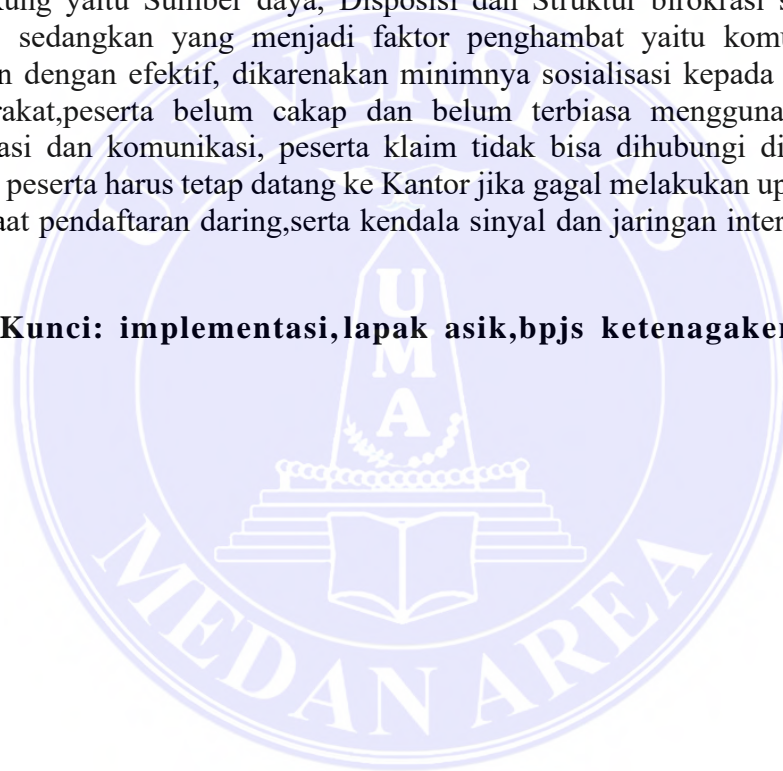 kung yaitu Sumber daya, Disposisi dan Struktur birokrasi s
sedangkan yang menjadi faktor penghambat yaitu komu
n dengan efektif, dikarenakan minimnya sosialisasi kepada
rakat,peserta belum cakap dan belum terbiasa mengguna
asi dan komunikasi, peserta klaim tidak bisa dihubungi di
peserta harus tetap datang ke Kantor jika gagal melakukan up
aat pendaftaran daring,serta kendala sinyal dan jaringan inter
Kunci: implementasi,lapak asik,bpjs ketenagaker
UNIVERSITAS
U
M
A
MEDAN AREA